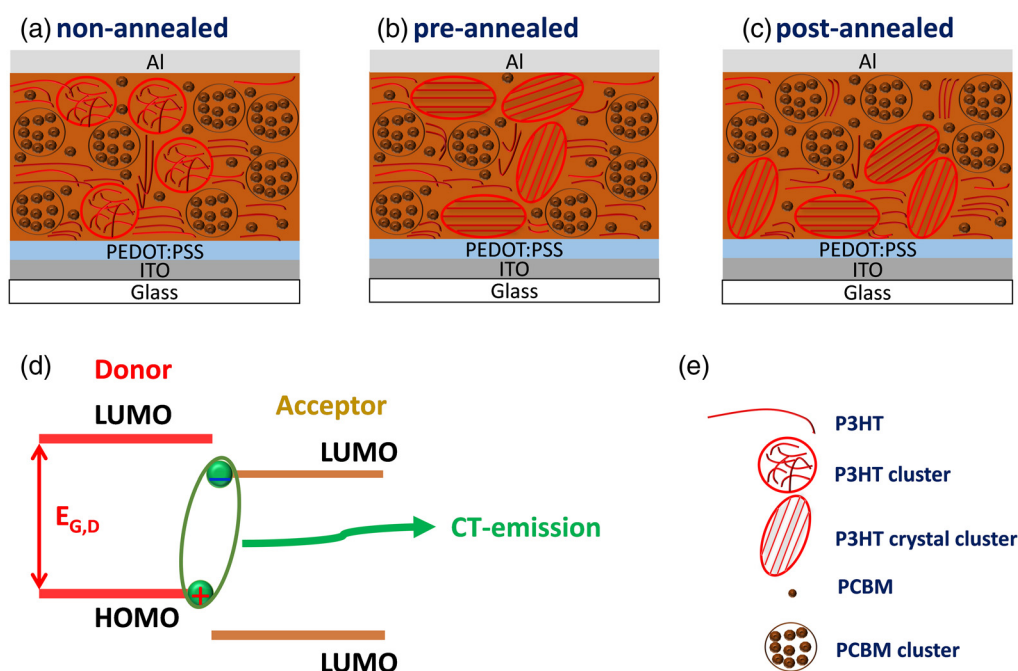 (a) non-annealed
Al
PEDOT:PSS
ITO
Glass
(b) pre-annealed
Al
PEDOT:PSS
ITO
Glass
(c) post-annealed
Al
PEDOT:PSS
ITO
Glass
(d)
Donor
LUMO
Acceptor
LUMO
E_G,D
CT-emission
−
+
HOMO
LUMO
(e)
P3HT
P3HT cluster
P3HT crystal cluster
PCBM
PCBM cluster